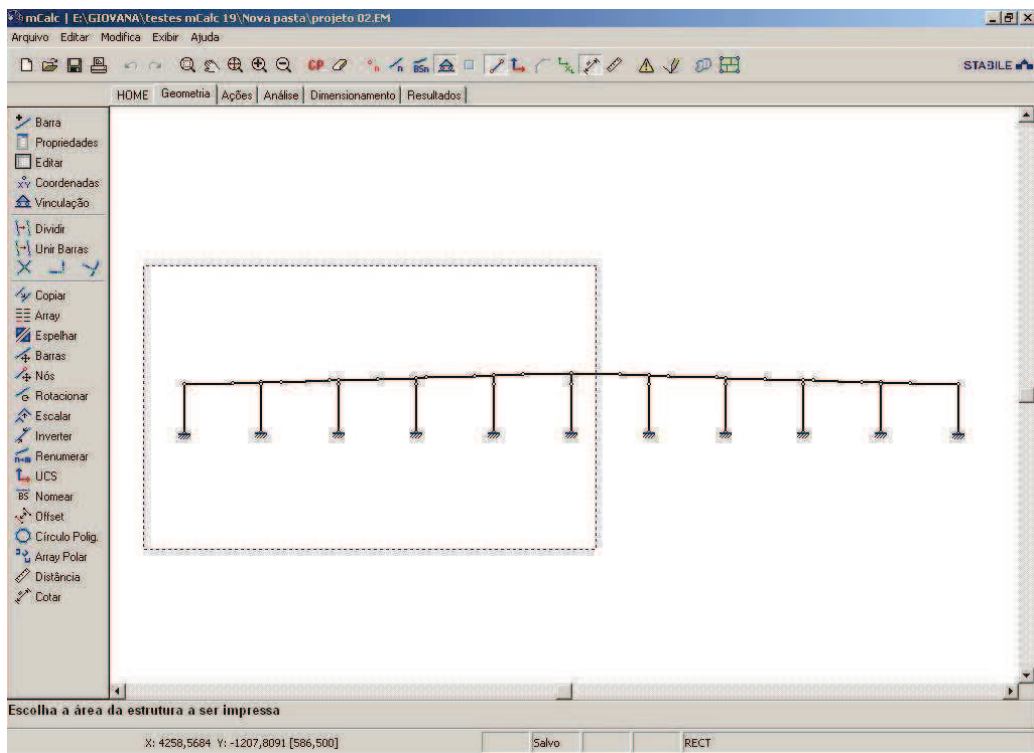 mCalc | E:\GIOVANA\testes mCalc 19\Nova pasta\projeto 02.EM
Arquivo Editar Modifica Exibir Ajuda
CP n n BSn STABILE
HOME Geometria Ações Análise Dimensionamento Resultados
Barra
Propriedades
Editar
Coordenadas
Vinculação
Dividir
Unir Barras
Copiar
Array
Espelhar
Barras
Nós
Rotacionar
Escalar
Inverter
Renumerar
UCS
BS Nomear
Offset
Círculo Polig.
Array Polar
Distância
Cotar
Escolha a área da estrutura a ser impressa
X: 4258,5684 Y: -1207,8091 [586,500] Salvo RECT